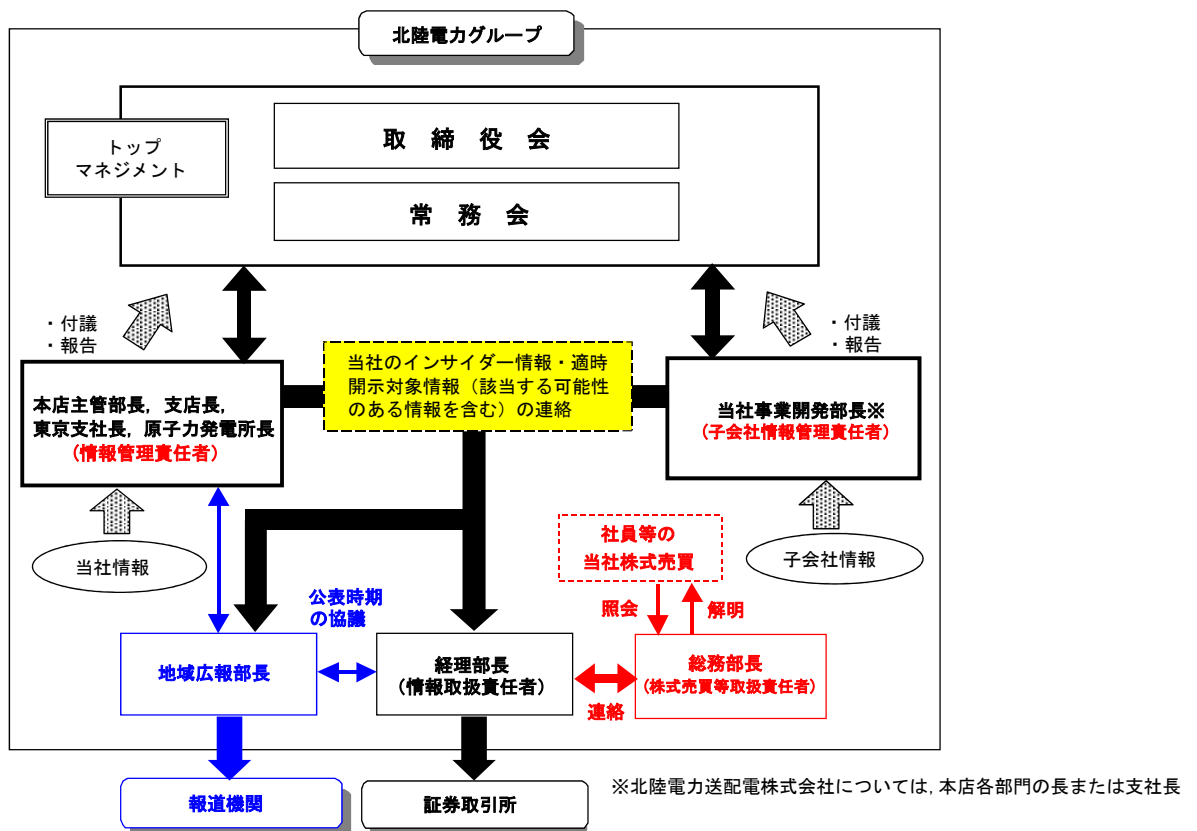 北陸電力グループ
取締役会
トップ
マネジメント
常務会
・付議
・報告
・付議
・報告
当社のインサイダー情報・適時
開示対象情報（該当する可能性
のある情報を含む）の連絡
本店主管部長，支店長，
東京支社長，原子力発電所長
（情報管理責任者）
当社事業開発部長※
（子会社情報管理責任者）
当社情報
子会社情報
社員等の
当社株式売買
公表時期
の協議
照会
解明
地域広報部長
経理部長
（情報取扱責任者）
総務部長
（株式売買等取扱責任者）
連絡
報道機関
証券取引所
※北陸電力送配電株式会社については，本店各部門の長または支社長